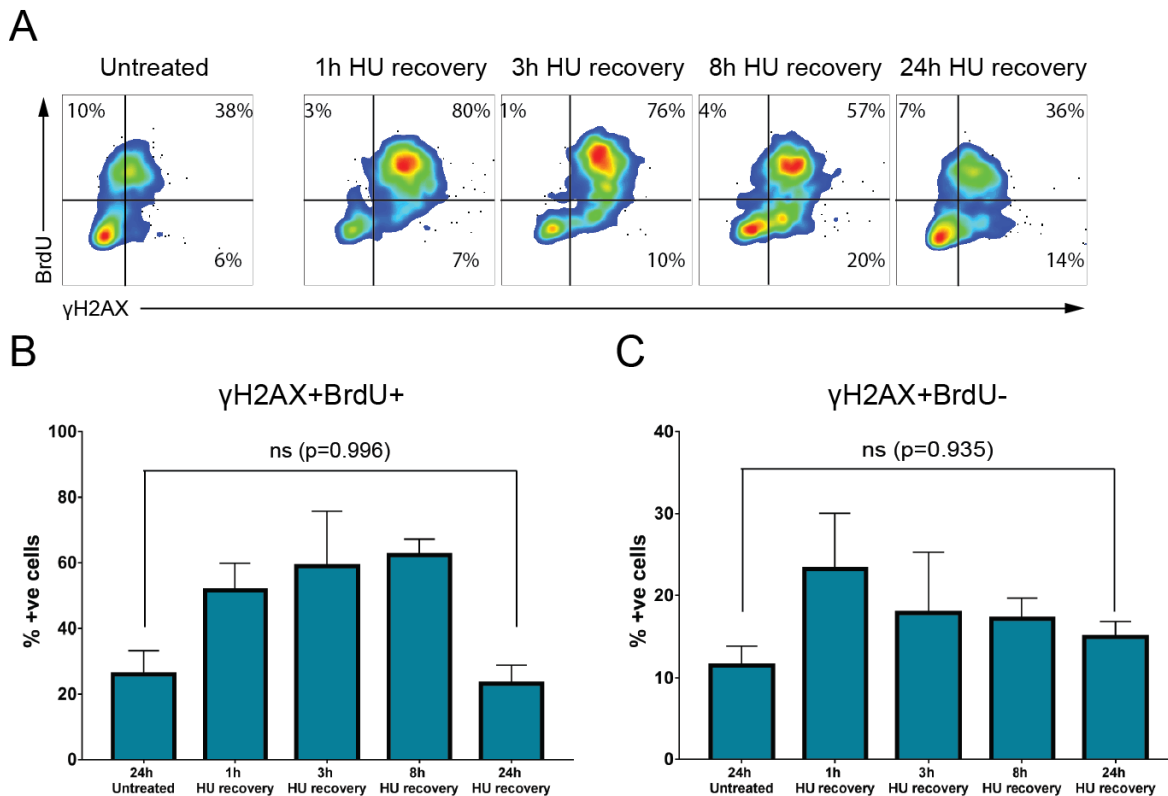 A
Untreated 1h HU recovery 3h HU recovery 8h HU recovery 24h HU recovery
10% 38% 3% 80% 1% 76% 4% 57% 7% 36%
BrdU
6% 7% 10% 20% 14%
γH2AX
B
γH2AX+BrdU+
100
80
60
40
20
0
% +ve cells
ns (p=0.996)
24h 1h 3h 8h 24h
Untreated HU recovery HU recovery HU recovery HU recovery
C
γH2AX+BrdU-
40
30
20
10
0
% +ve cells
ns (p=0.935)
24h 1h 3h 8h 24h
Untreated HU recovery HU recovery HU recovery HU recovery